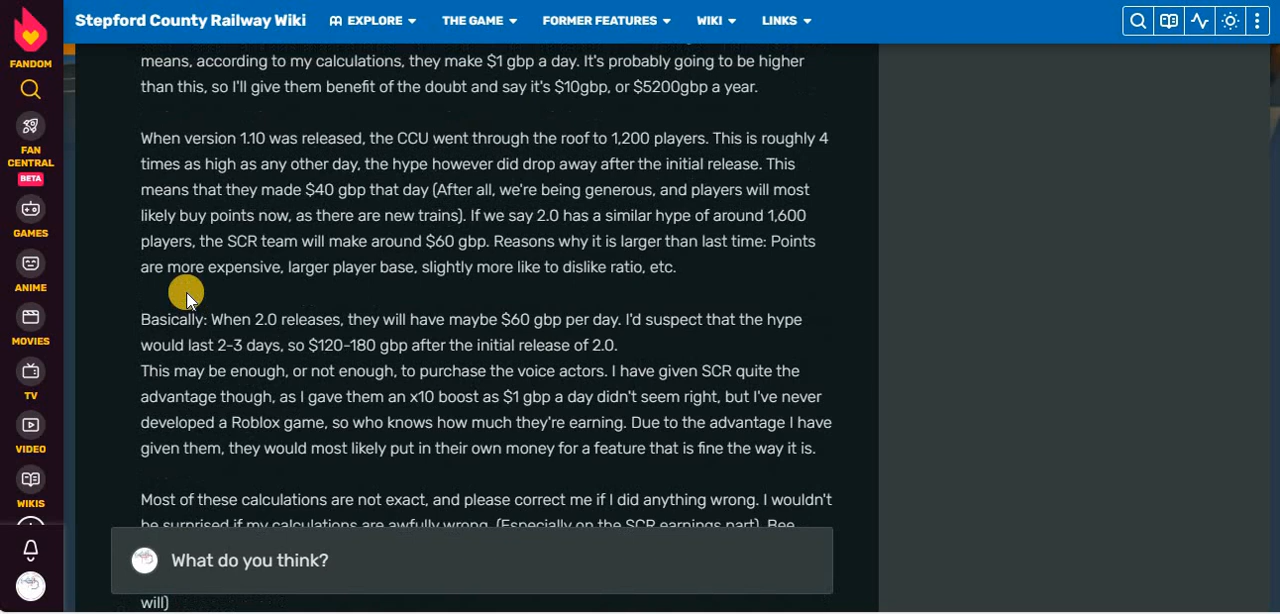 Stepford County Railway Wiki
EXPLORE
THE GAME
FORMER FEATURES
WIKI
LINKS
FANDOM
FAN
CENTRAL
BETA
GAMES
ANIME
MOVIES
TV
VIDEO
WIKIS
means, according to my calculations, they make $1 gbp a day. It's probably going to be higher
than this, so I'll give them benefit of the doubt and say it's $10gbp, or $5200gbp a year.
When version 1.10 was released, the CCU went through the roof to 1,200 players. This is roughly 4
times as high as any other day, the hype however did drop away after the initial release. This
means that they made $40 gbp that day (After all, we're being generous, and players will most
likely buy points now, as there are new trains). If we say 2.0 has a similar hype of around 1,600
players, the SCR team will make around $60 gbp. Reasons why it is larger than last time: Points
are more expensive, larger player base, slightly more like to dislike ratio, etc.
Basically: When 2.0 releases, they will have maybe $60 gbp per day. I'd suspect that the hype
would last 2-3 days, so $120-180 gbp after the initial release of 2.0.
This may be enough, or not enough, to purchase the voice actors. I have given SCR quite the
advantage though, as I gave them an x10 boost as $1 gbp a day didn't seem right, but I've never
developed a Roblox game, so who knows how much they're earning. Due to the advantage I have
given them, they would most likely put in their own money for a feature that is fine the way it is.
Most of these calculations are not exact, and please correct me if I did anything wrong. I wouldn't
be surprised if my calculations are awfully wrong. (Especially on the SCR earnings part). Bee
What do you think?
will)